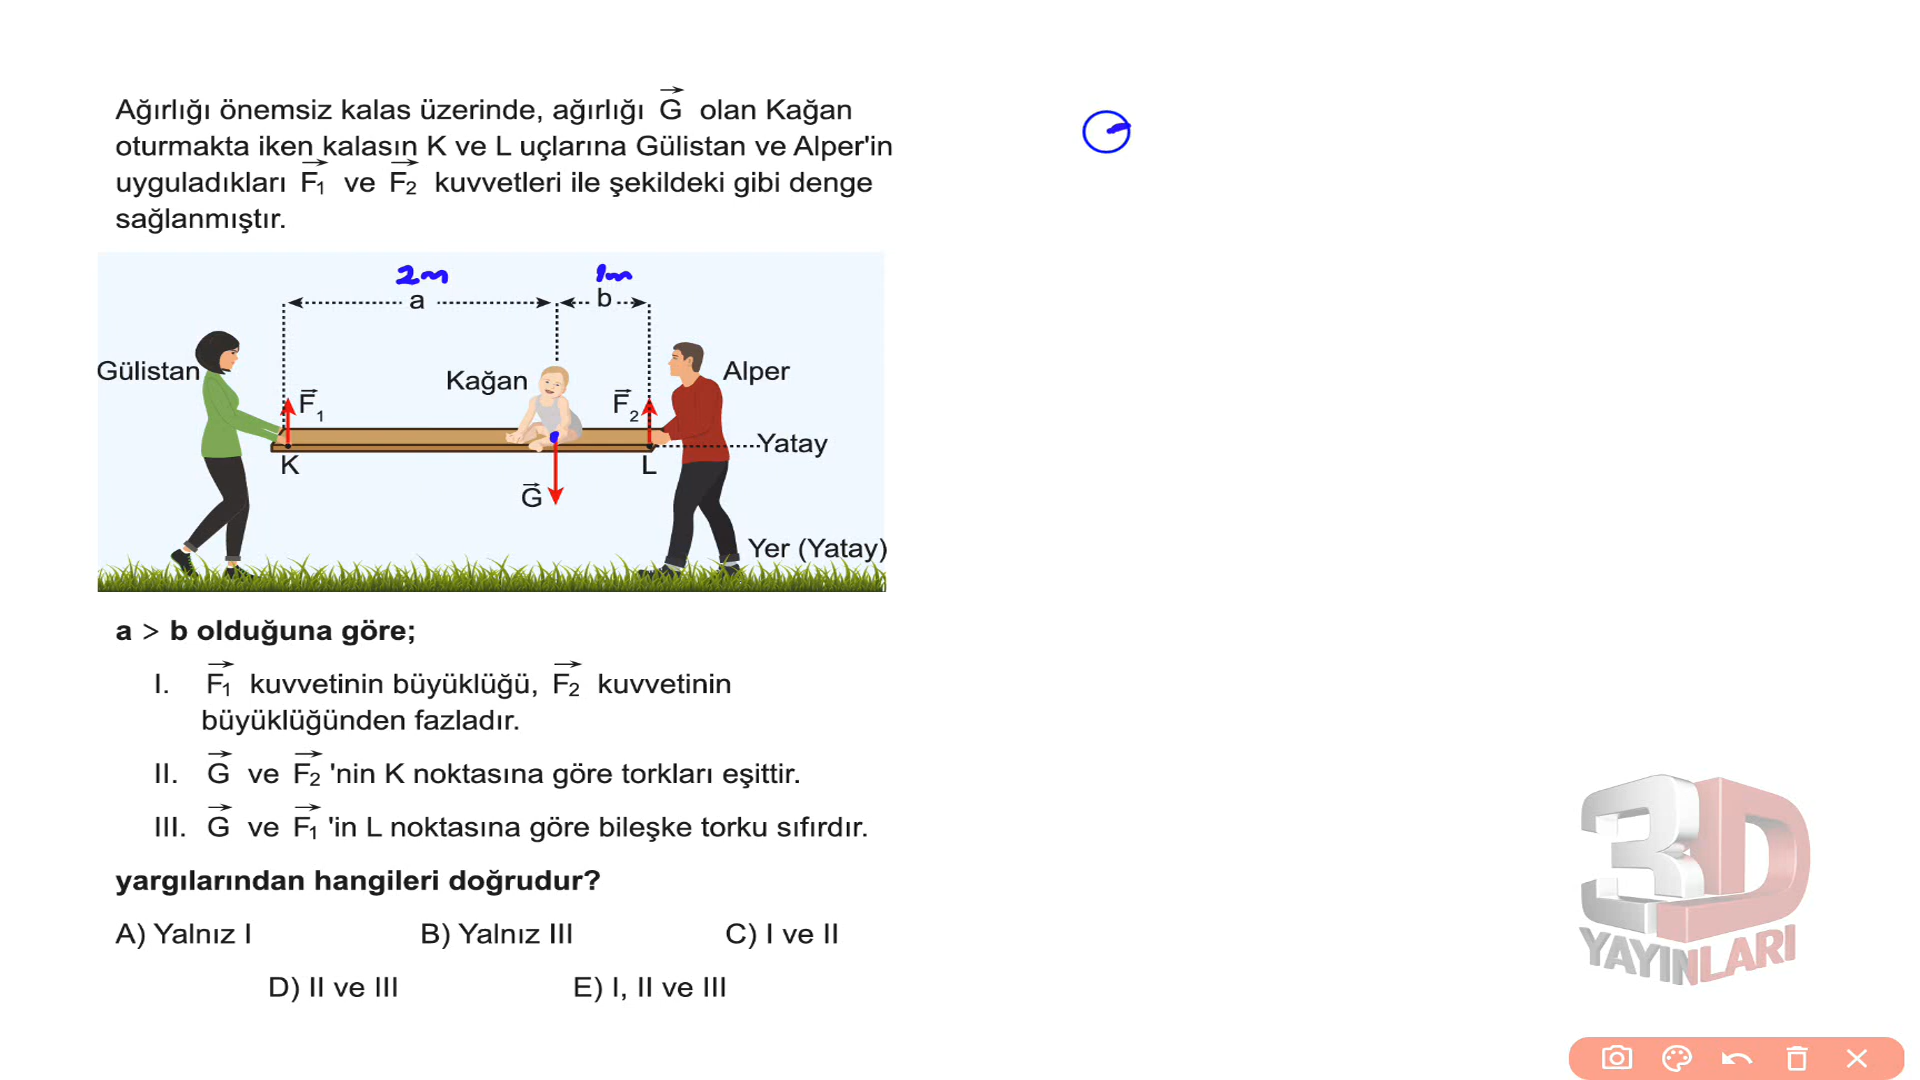 Ağırlığı önemsiz kalas üzerinde, ağırlığı G olan Kağan
oturmakta iken kalasın K ve L uçlarına Gülistan ve Alper'in
uyguladıkları F₁ ve F₂ kuvvetleri ile şekildeki gibi denge
sağlanmıştır.
2m
1m
a
b
Gülistan
Kağan
Alper
F₁
F₂
Yatay
K
L
G
Yer (Yatay)
a > b olduğuna göre;
I. F₁ kuvvetinin büyüklüğü, F₂ kuvvetinin
büyüklüğünden fazladır.
II. G ve F₂ 'nin K noktasına göre torkları eşittir.
III. G ve F₁ 'in L noktasına göre bileşke torku sıfırdır.
yargılarından hangileri doğrudur?
A) Yalnız I B) Yalnız III C) I ve II
D) II ve III E) I, II ve III
3D
YAYINLARI